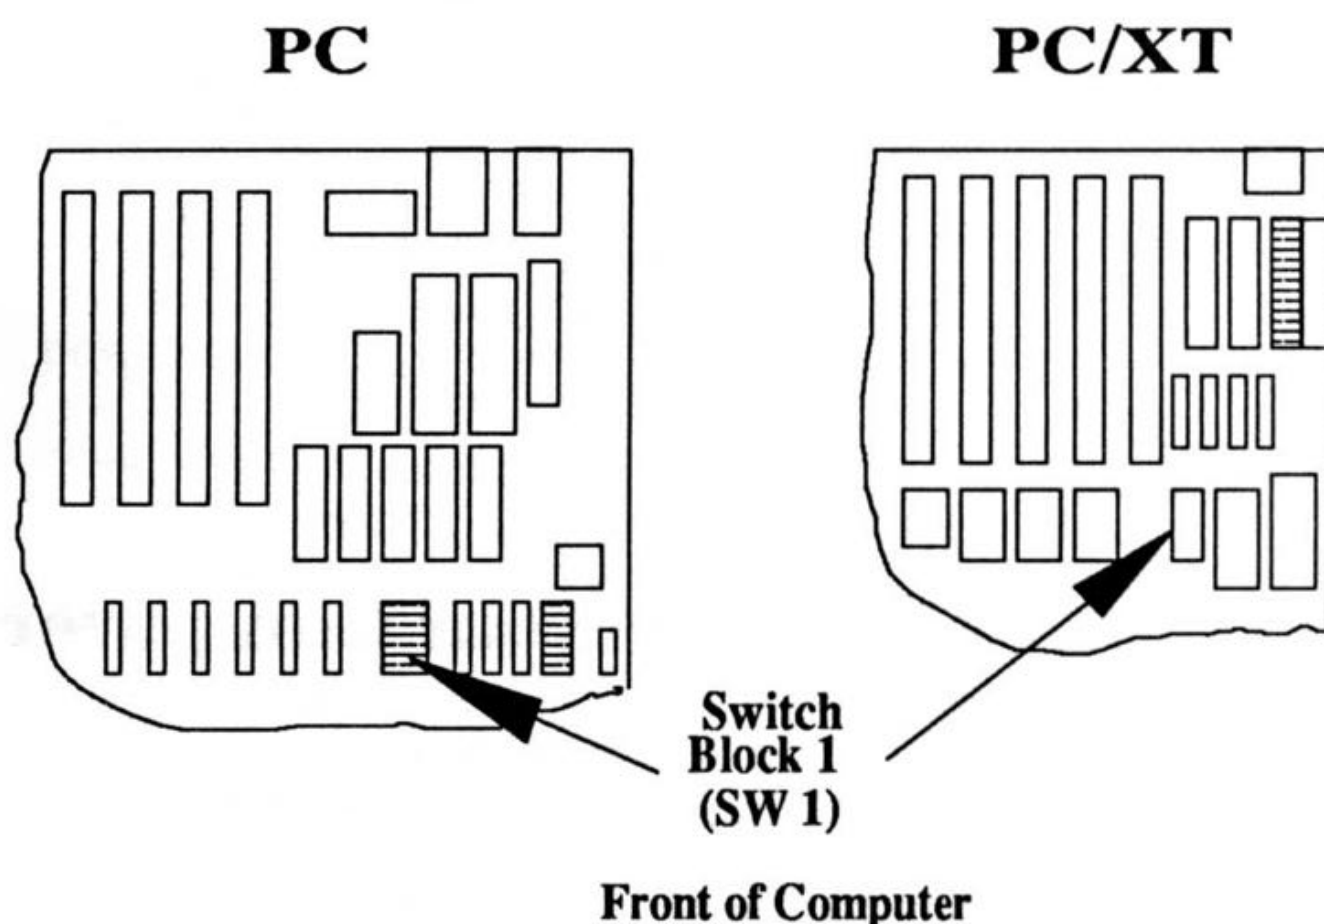 PC
PC/XT
Switch
Block 1
(SW 1)
Front of Computer